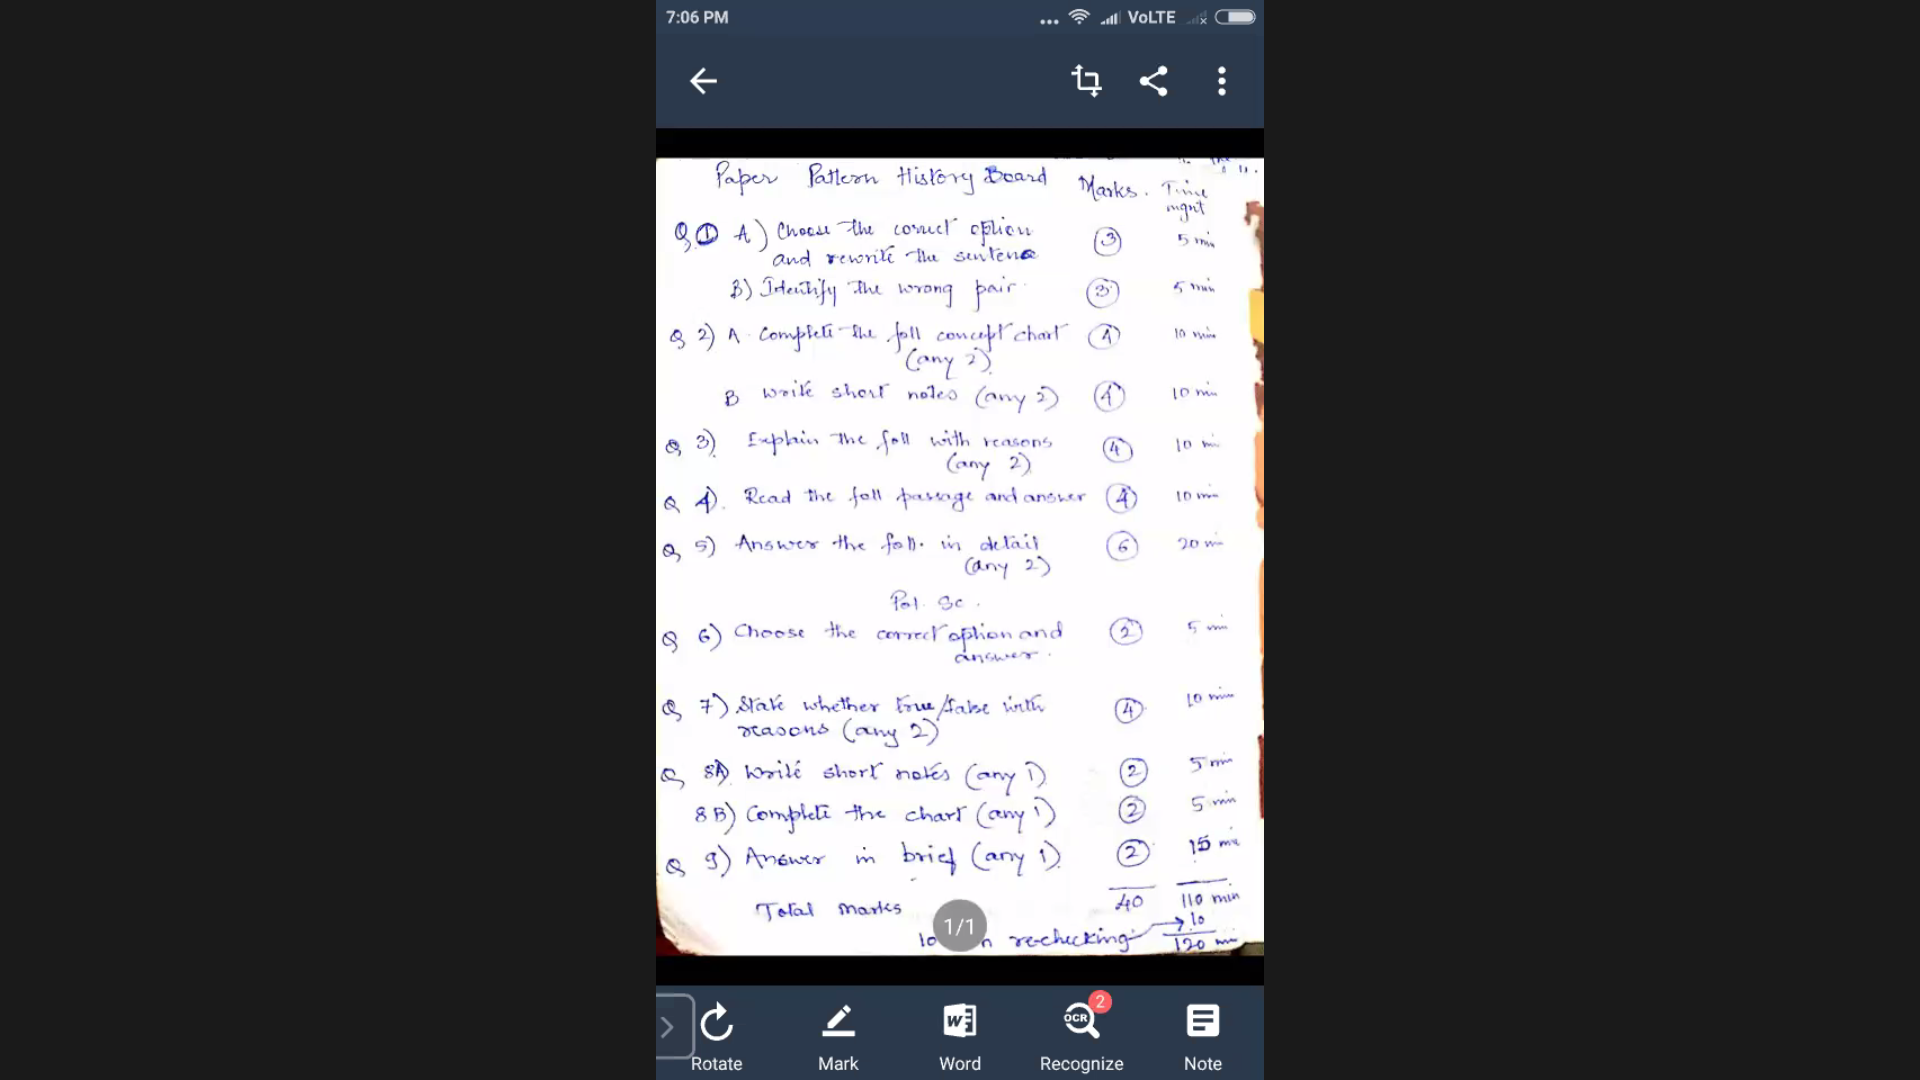 7:06 PM
VoLTE
Paper Pattern History Board Marks. Time
mgnt
Q ① A) Choose the correct option ③ 5 min
and rewrite the sentence
B) Identify the wrong pair. ③ 5 min
Q 2) A. Complete the foll concept chart ④ 10 min
(any 2)
B Write short notes (any 2) ④ 10 min
Q 3) Explain the foll with reasons ④ 10 min
(any 2)
Q 4). Read the foll passage and answer ④ 10 min
Q 5) Answer the foll. in detail ⑥ 20 min
(any 2)
Pol. Sc.
Q 6) Choose the correct option and ② 5 min
answer.
Q 7) State whether true/false with ④ 10 min
reasons (any 2)
Q 8A) Write short notes (any 1) ② 5 min
8B) Complete the chart (any 1) ② 5 min
Q 9) Answer in brief (any 1) ② 15 min
Total Marks 40 110 min
→ 10
10 n re-checking 120 min
1/1
2
OCR
W
Rotate Mark Word Recognize Note